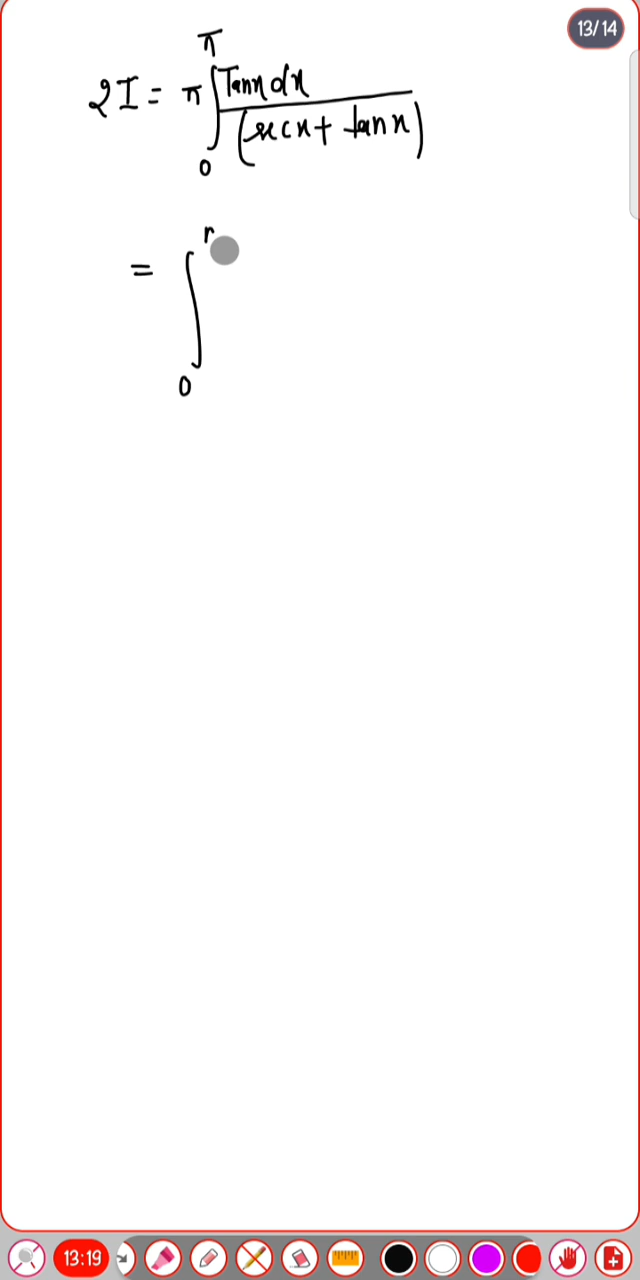 13/14
2I = π ∫₀^π Tanx dx / (secx + tanx)
= ∫₀
13:19